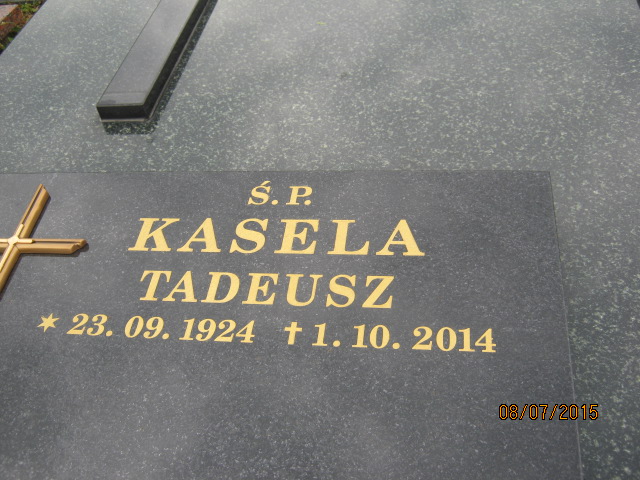 Ś.P.
KASELA
TADEUSZ
✶ 23. 09. 1924 ✝ 1. 10. 2014
08/07/2015